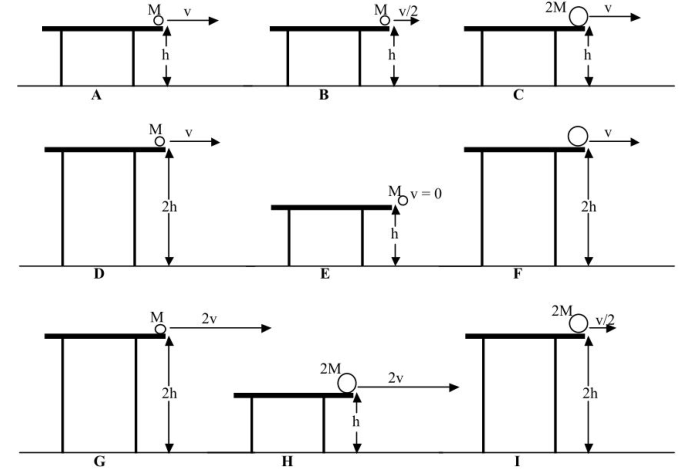 M v M v/2 2M v
h h h
A B C
M v v
M v = 0
2h h 2h
D E F
M 2v 2M v/2
2M 2v
2h h 2h
G H I